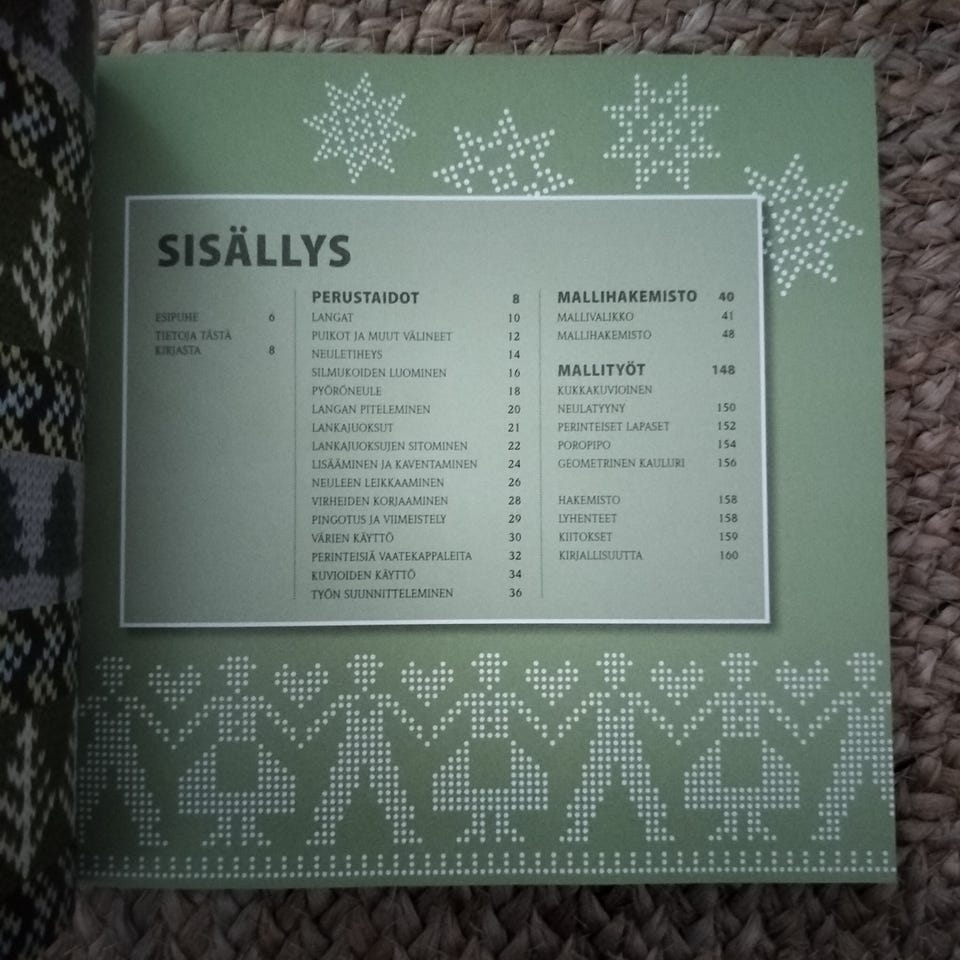 SISÄLLYS
ESIPUHE 6
TIETOJA TÄSTÄ
KIRJASTA 8
PERUSTAIDOT 8
LANGAT 10
PUIKOT JA MUUT VÄLINEET 12
NEULETIHEYS 14
SILMUKOIDEN LUOMINEN 16
PYÖRÖNEULE 18
LANGAN PITELEMINEN 20
LANKAJUOKSUT 21
LANKAJUOKSUJEN SITOMINEN 22
LISÄÄMINEN JA KAVENTAMINEN 24
NEULEEN LEIKKAAMINEN 26
VIRHEIDEN KORJAAMINEN 28
PINGOTUS JA VIIMEISTELY 29
VÄRIEN KÄYTTÖ 30
PERINTEISIÄ VAATEKAPPALEITA 32
KUVIOIDEN KÄYTTÖ 34
TYÖN SUUNNITTELEMINEN 36
MALLIHAKEMISTO 40
MALLIVALIKKO 41
MALLIHAKEMISTO 48
MALLITYÖT 148
KUKKAKUVIOINEN
NEULATYYNY 150
PERINTEISET LAPASET 152
POROPIPO 154
GEOMETRINEN KAULURI 156
HAKEMISTO 158
LYHENTEET 158
KIITOKSET 159
KIRJALLISUUTTA 160